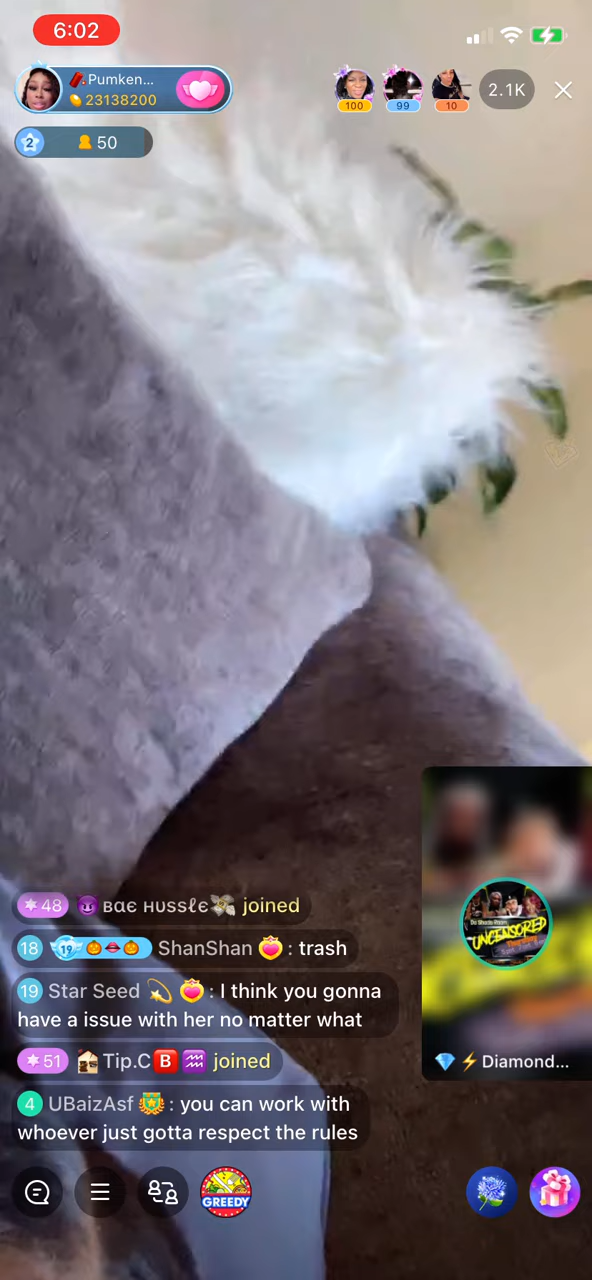 6:02
Pumken...
23138200
100
99
10
2.1K
2
50
48 вαє нυѕѕℓє joined
18 19 ShanShan : trash
19 Star Seed : I think you gonna
have a issue with her no matter what
51 Tip.C B joined
4 UBaizAsf : you can work with
whoever just gotta respect the rules
UNCENSORED
Diamond...
GREEDY